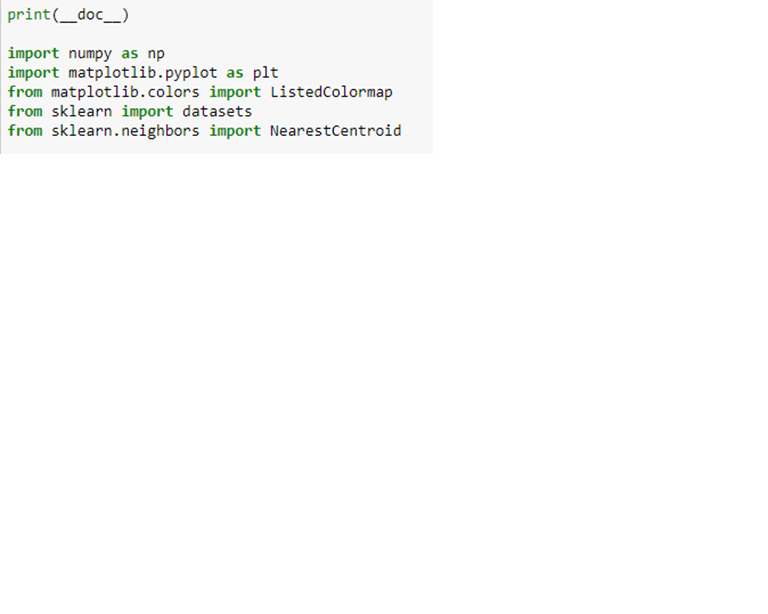 print(__doc__)
import numpy as np
import matplotlib.pyplot as plt
from matplotlib.colors import ListedColormap
from sklearn import datasets
from sklearn.neighbors import NearestCentroid